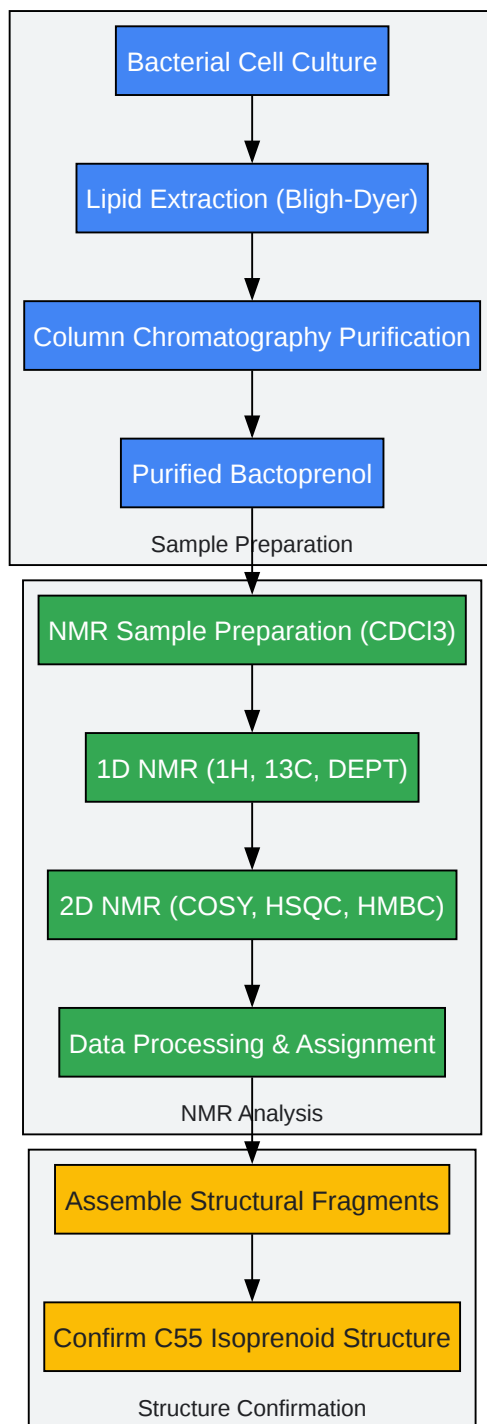 Bacterial Cell Culture
Lipid Extraction (Bligh-Dyer)
Column Chromatography Purification
Purified Bactoprenol
Sample Preparation
NMR Sample Preparation (CDCl3)
1D NMR (1H, 13C, DEPT)
2D NMR (COSY, HSQC, HMBC)
Data Processing & Assignment
NMR Analysis
Assemble Structural Fragments
Confirm C55 Isoprenoid Structure
Structure Confirmation